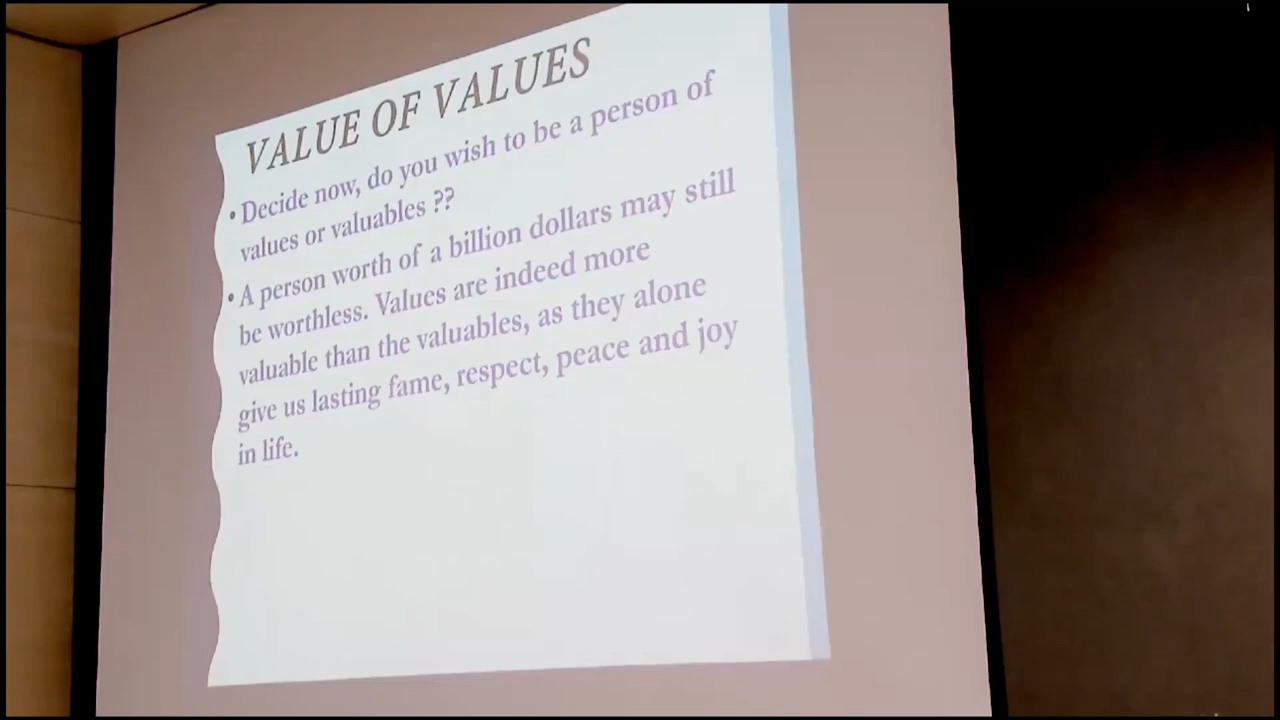 VALUE OF VALUES
• Decide now, do you wish to be a person of
values or valuables ??
• A person worth of a billion dollars may still
be worthless. Values are indeed more
valuable than the valuables, as they alone
give us lasting fame, respect, peace and joy
in life.